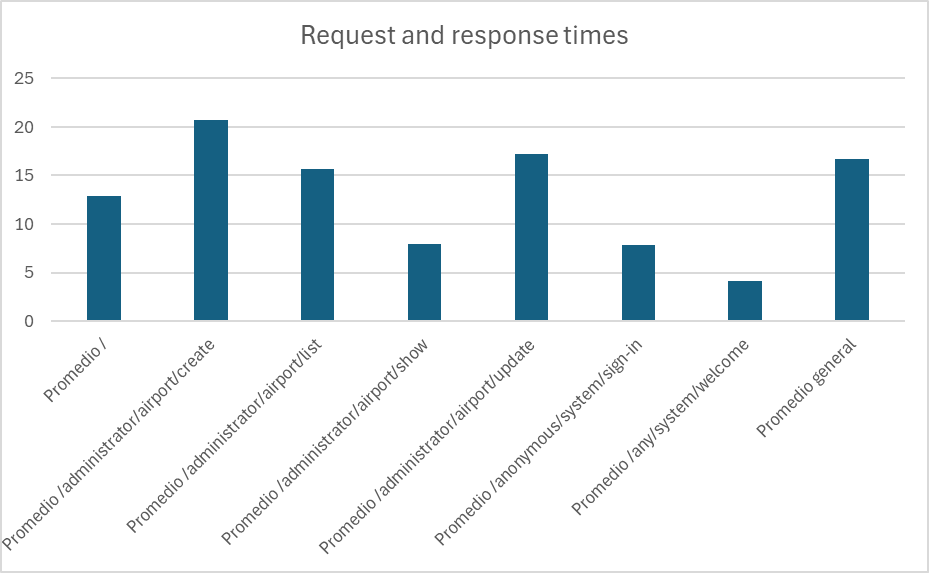 Request and response times
25
20
15
10
5
0
Promedio /
Promedio /administrator/airport/create
Promedio /administrator/airport/list
Promedio /administrator/airport/show
Promedio /administrator/airport/update
Promedio /anonymous/system/sign-in
Promedio /any/system/welcome
Promedio general